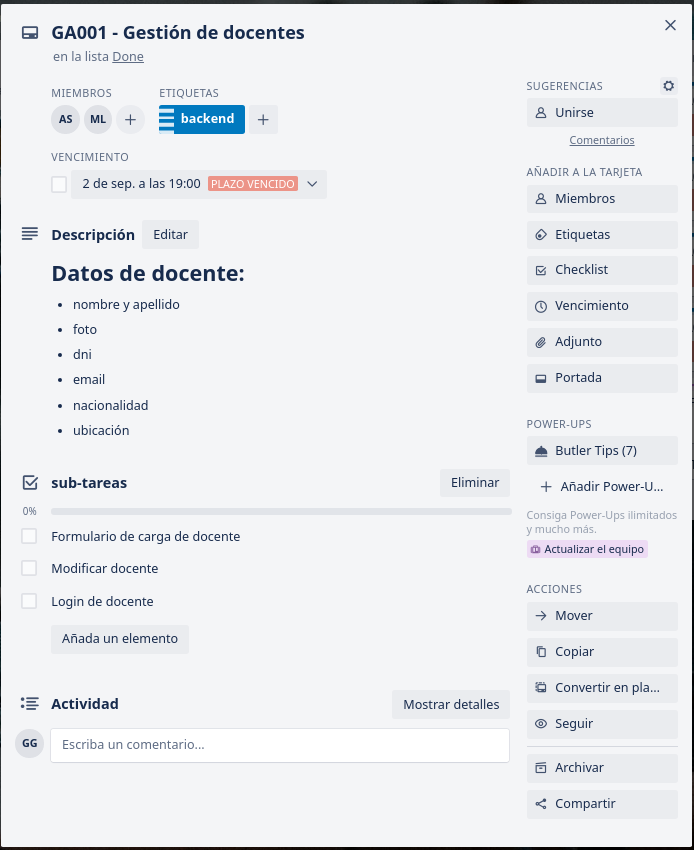 GA001 - Gestión de docentes
en la lista Done
MIEMBROS
ETIQUETAS
AS
ML
backend
VENCIMIENTO
2 de sep. a las 19:00 PLAZO VENCIDO
Descripción
Editar
Datos de docente:
• nombre y apellido
• foto
• dni
• email
• nacionalidad
• ubicación
sub-tareas
Eliminar
0%
Formulario de carga de docente
Modificar docente
Login de docente
Añada un elemento
Actividad
Mostrar detalles
GG
Escriba un comentario...
SUGERENCIAS
Unirse
Comentarios
AÑADIR A LA TARJETA
Miembros
Etiquetas
Checklist
Vencimiento
Adjunto
Portada
POWER-UPS
Butler Tips (7)
Añadir Power-U...
Consiga Power-Ups ilimitados
y mucho más.
Actualizar el equipo
ACCIONES
Mover
Copiar
Convertir en pla...
Seguir
Archivar
Compartir